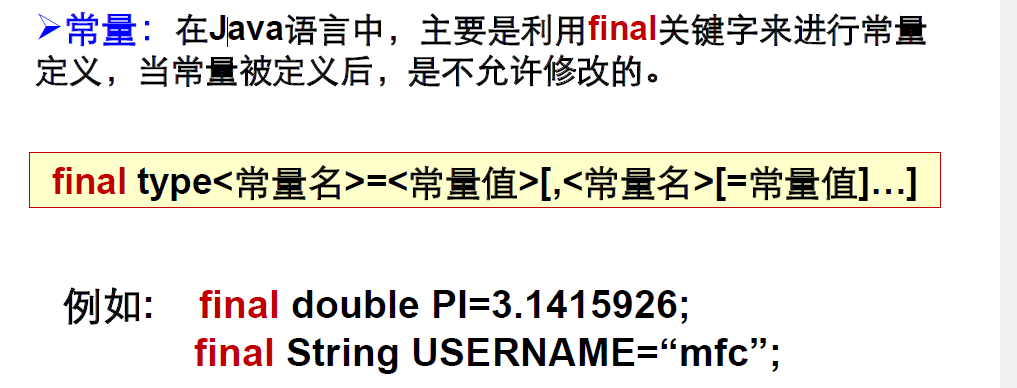 ➢常量：在Java语言中，主要是利用final关键字来进行常量
定义，当常量被定义后，是不允许修改的。
final type<常量名>=<常量值>[,<常量名>[=常量值]…]
例如: final double PI=3.1415926;
final String USERNAME=“mfc”;